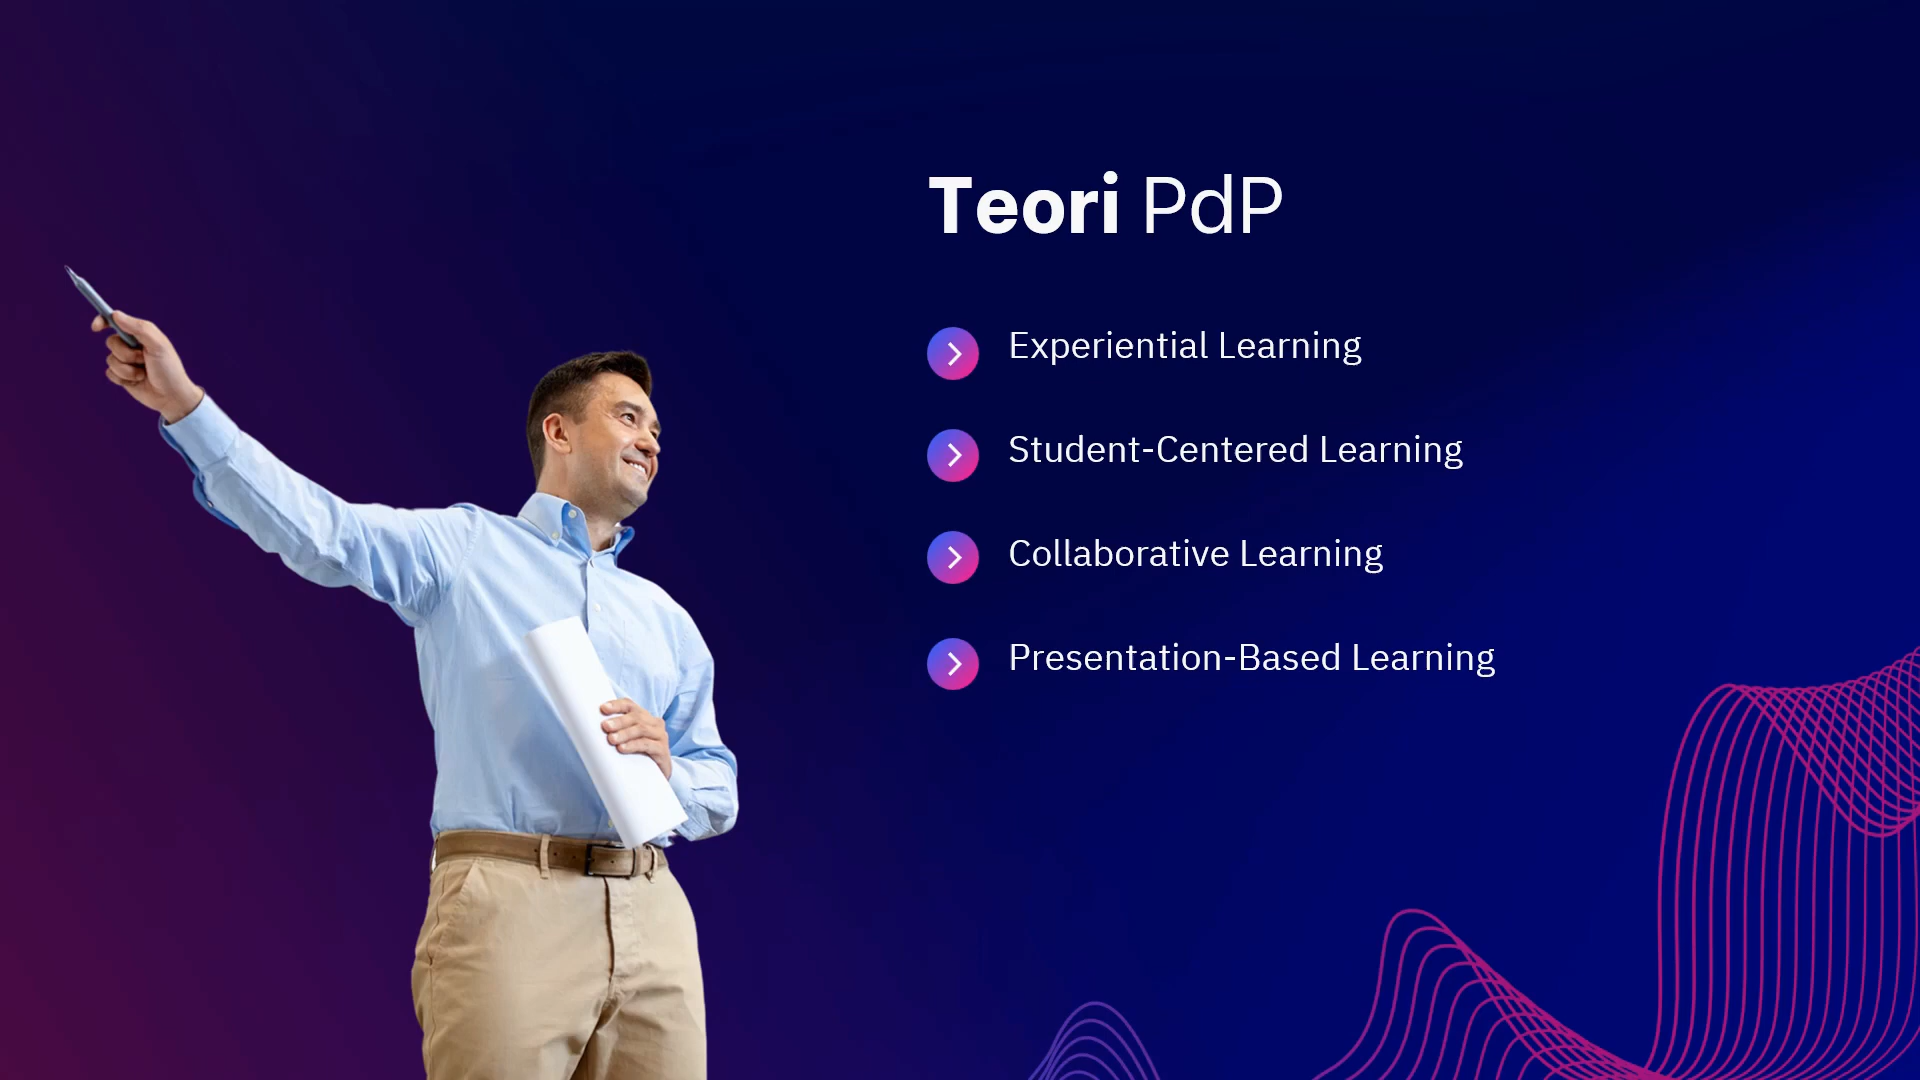 Teori PdP
Experiential Learning
Student-Centered Learning
Collaborative Learning
Presentation-Based Learning